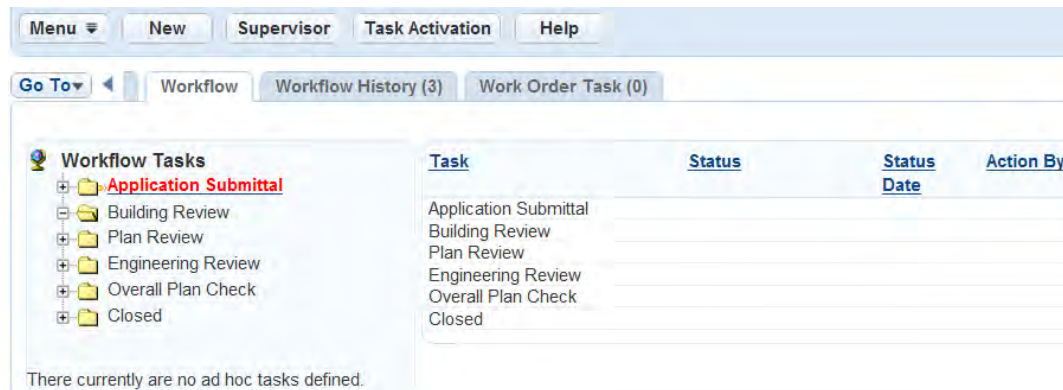 Menu New Supervisor Task Activation Help
Go To Workflow Workflow History (3) Work Order Task (0)
Workflow Tasks
Application Submittal
Building Review
Plan Review
Engineering Review
Overall Plan Check
Closed
There currently are no ad hoc tasks defined.
Task Status Status Date Action By
Application Submittal
Building Review
Plan Review
Engineering Review
Overall Plan Check
Closed